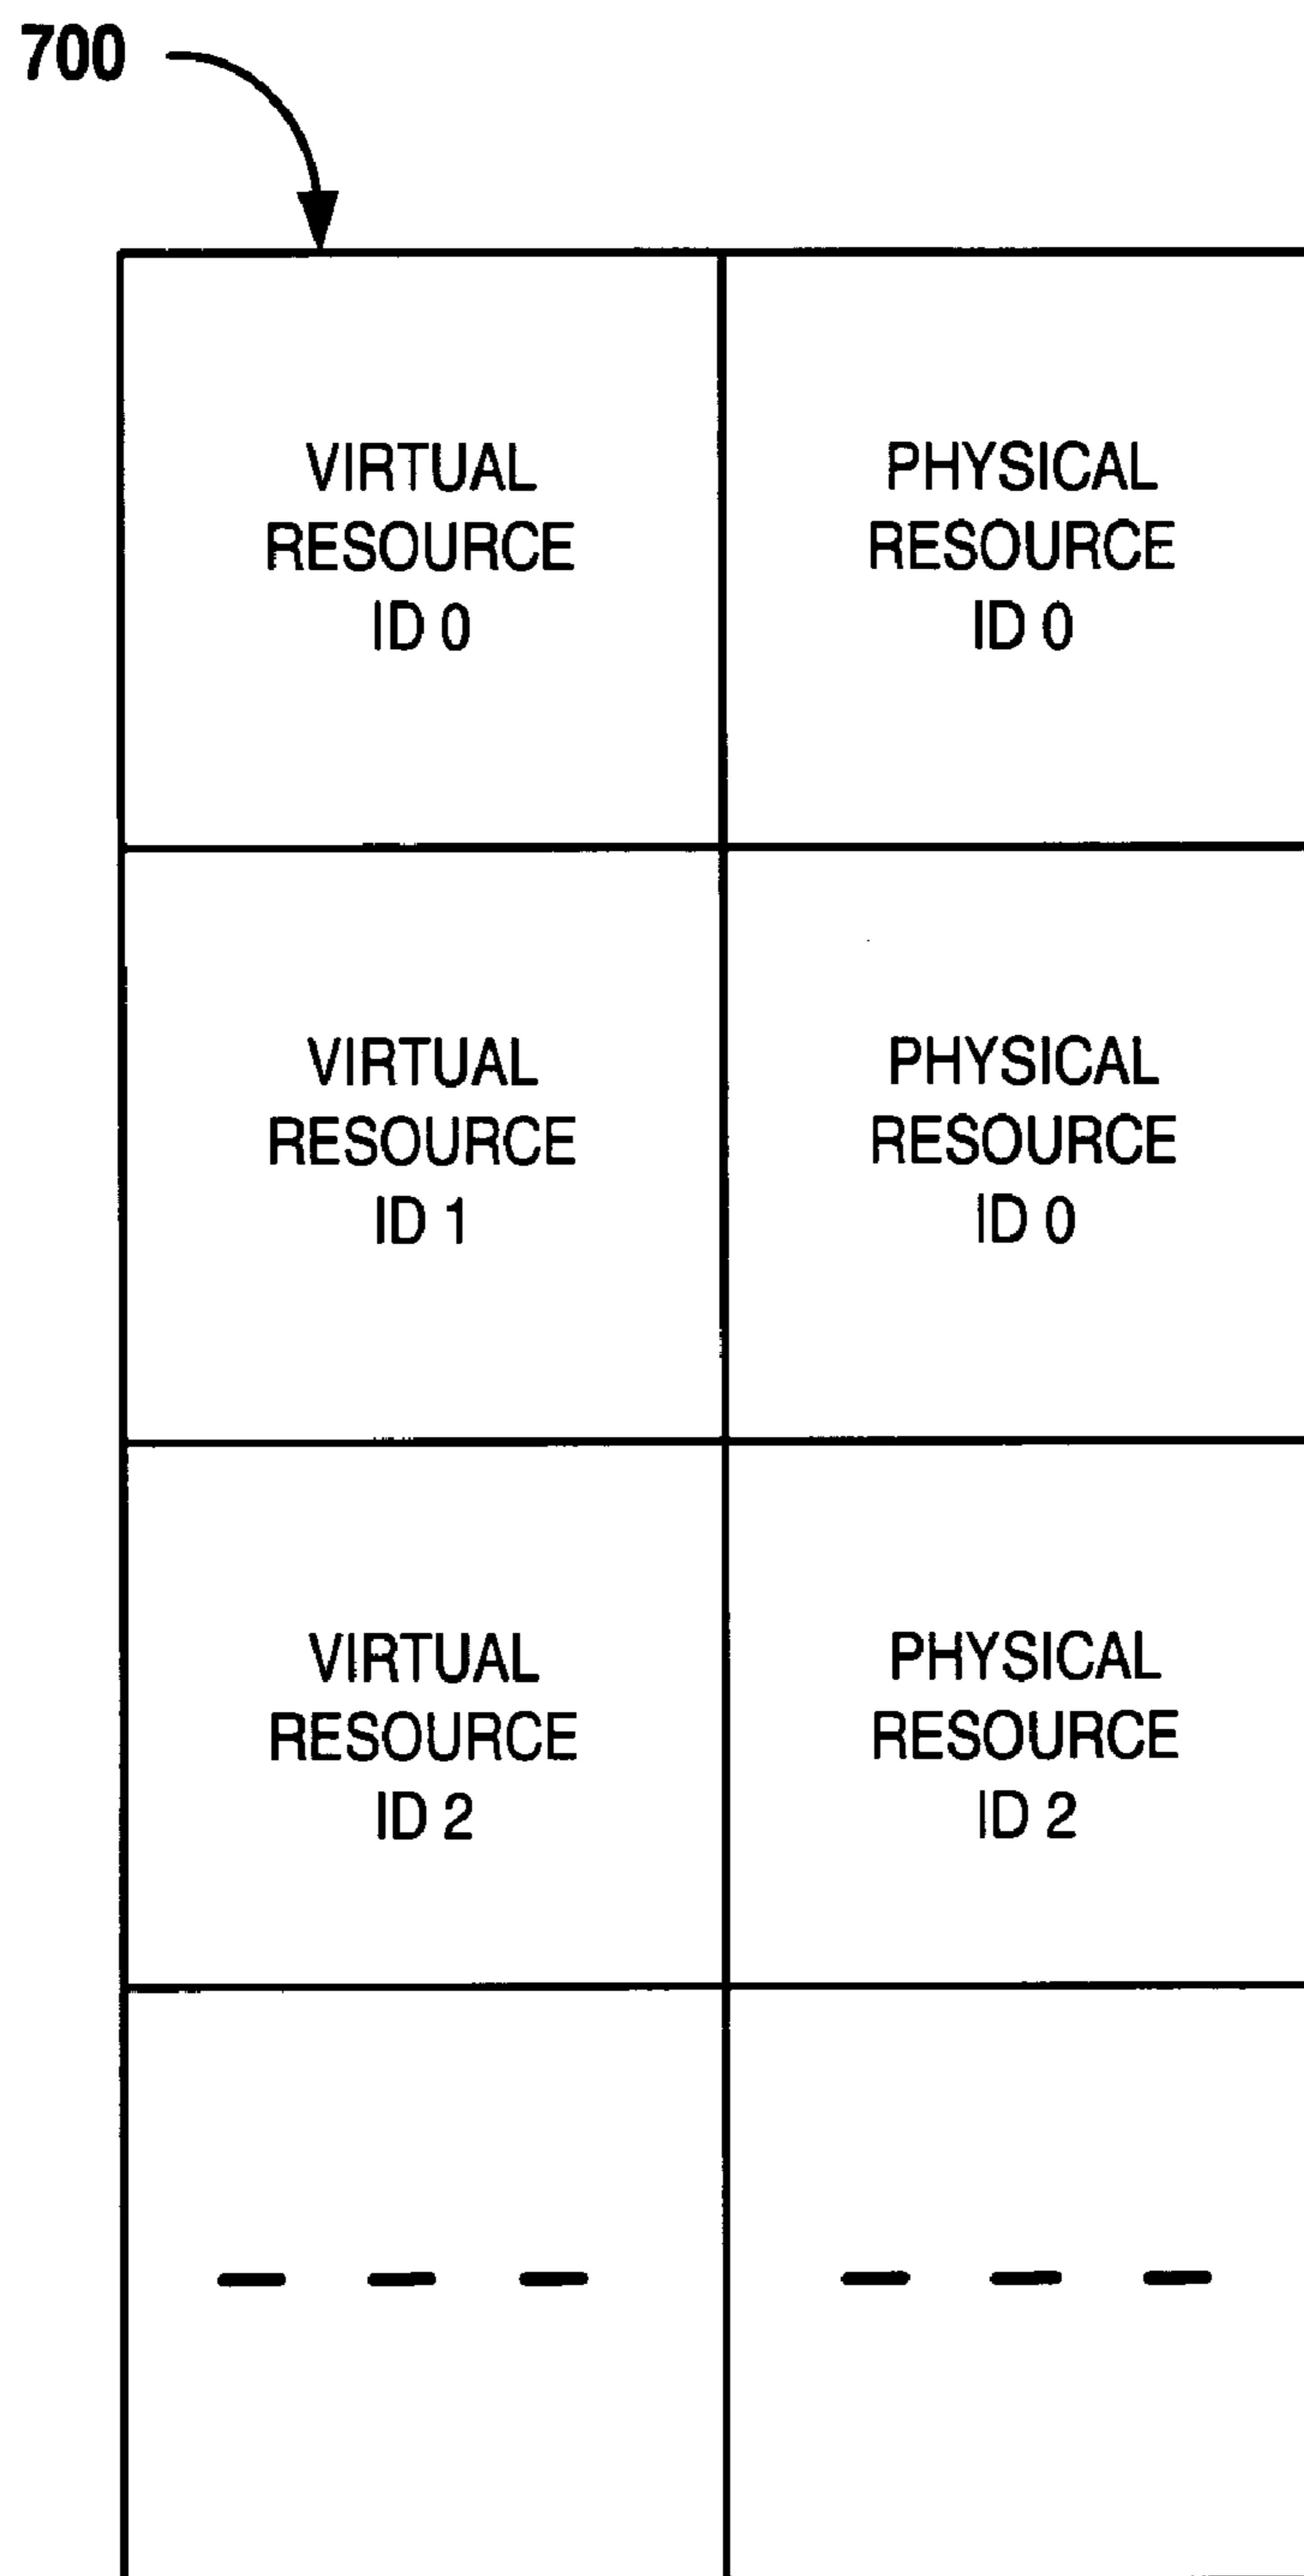 700
VIRTUAL
RESOURCE
ID 0
PHYSICAL
RESOURCE
ID 0
VIRTUAL
RESOURCE
ID 1
PHYSICAL
RESOURCE
ID 0
VIRTUAL
RESOURCE
ID 2
PHYSICAL
RESOURCE
ID 2